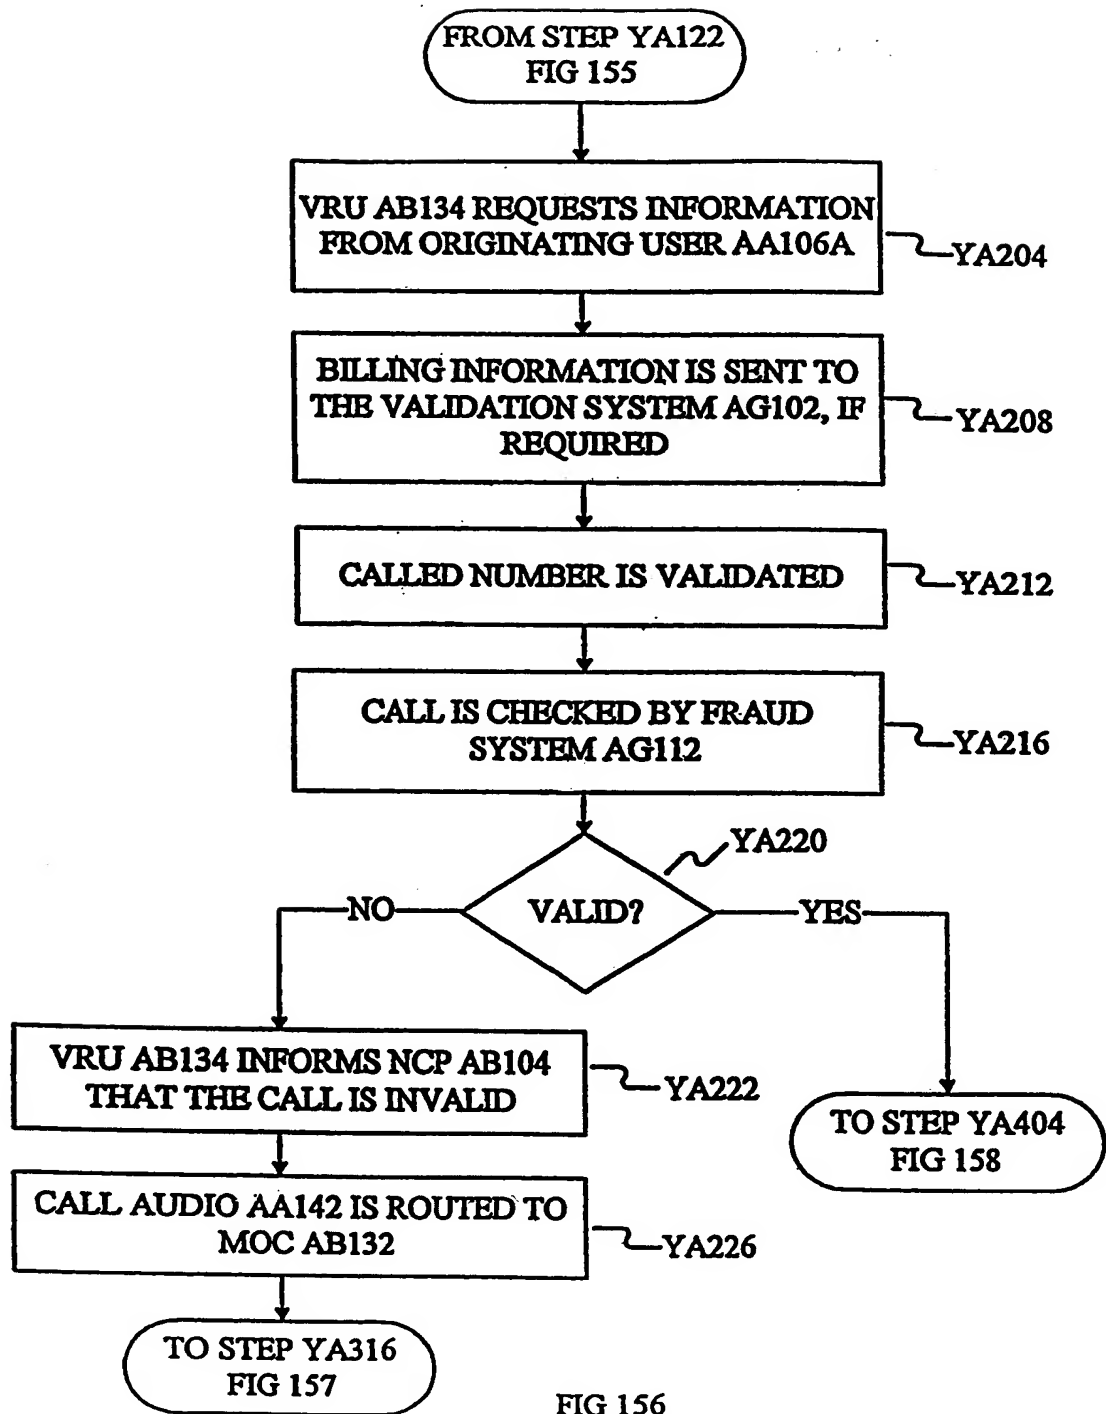 FROM STEP YA122
FIG 155
VRU AB134 REQUESTS INFORMATION
FROM ORIGINATING USER AA106A
YA204
BILLING INFORMATION IS SENT TO
THE VALIDATION SYSTEM AG102, IF
REQUIRED
YA208
CALLED NUMBER IS VALIDATED
YA212
CALL IS CHECKED BY FRAUD
SYSTEM AG112
YA216
YA220
VALID?
NO
YES
VRU AB134 INFORMS NCP AB104
THAT THE CALL IS INVALID
YA222
TO STEP YA404
FIG 158
CALL AUDIO AA142 IS ROUTED TO
MOC AB132
YA226
TO STEP YA316
FIG 157
FIG 156